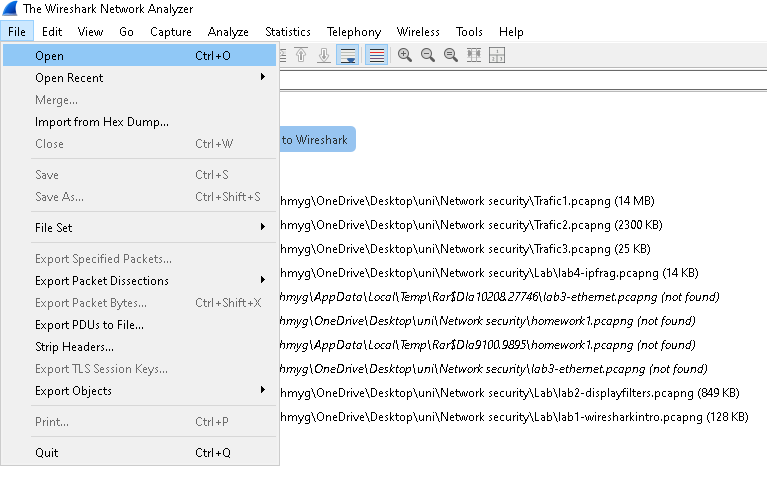 The Wireshark Network Analyzer
File Edit View Go Capture Analyze Statistics Telephony Wireless Tools Help
Open Ctrl+O
Open Recent
Merge...
Import from Hex Dump...
Close Ctrl+W
to Wireshark
Save Ctrl+S
Save As... Ctrl+Shift+S
hmyg\OneDrive\Desktop\uni\Network security\Trafic1.pcapng (14 MB)
File Set
hmyg\OneDrive\Desktop\uni\Network security\Trafic2.pcapng (2300 KB)
hmyg\OneDrive\Desktop\uni\Network security\Trafic3.pcapng (25 KB)
Export Specified Packets...
hmyg\OneDrive\Desktop\uni\Network security\Lab\lab4-ipfrag.pcapng (14 KB)
Export Packet Dissections
hmyg\AppData\Local\Temp\Rar$DIa10208.27746\lab3-ethernet.pcapng (not found)
Export Packet Bytes... Ctrl+Shift+X
hmyg\OneDrive\Desktop\uni\Network security\homework1.pcapng (not found)
Export PDUs to File...
hmyg\AppData\Local\Temp\Rar$DIa9100.9895\homework1.pcapng (not found)
Strip Headers...
hmyg\OneDrive\Desktop\uni\Network security\lab3-ethernet.pcapng (not found)
Export TLS Session Keys...
hmyg\OneDrive\Desktop\uni\Network security\Lab\lab2-displayfilters.pcapng (849 KB)
Export Objects
hmyg\OneDrive\Desktop\uni\Network security\Lab\lab1-wiresharkintro.pcapng (128 KB)
Print... Ctrl+P
Quit Ctrl+Q